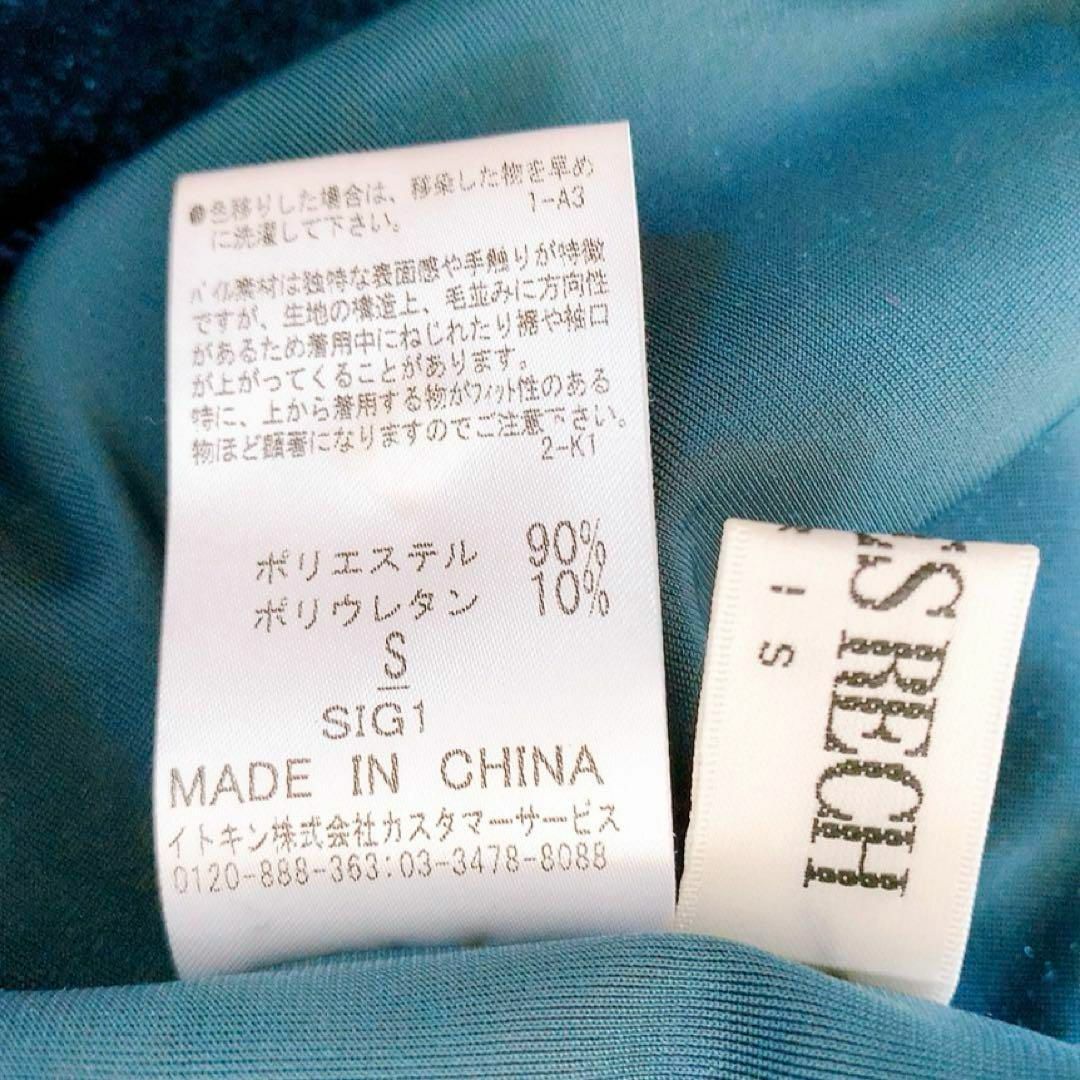 ●色移りした場合は、移染した物を早め
に洗濯して下さい。 1-A3
パイル素材は独特な表面感や手触りが特徴
ですが、生地の構造上、毛並みに方向性
があるため着用中にねじれたり裾や袖口
が上がってくることがあります。
特に、上から着用する物がフィット性のある
物ほど顕著になりますのでご注意下さい。
2-K1
ポリエステル 90%
ポリウレタン 10%
S
SIG1
MADE IN CHINA
イトキン株式会社カスタマーサービス
0120-888-363:03-3478-8088
S RECH
S